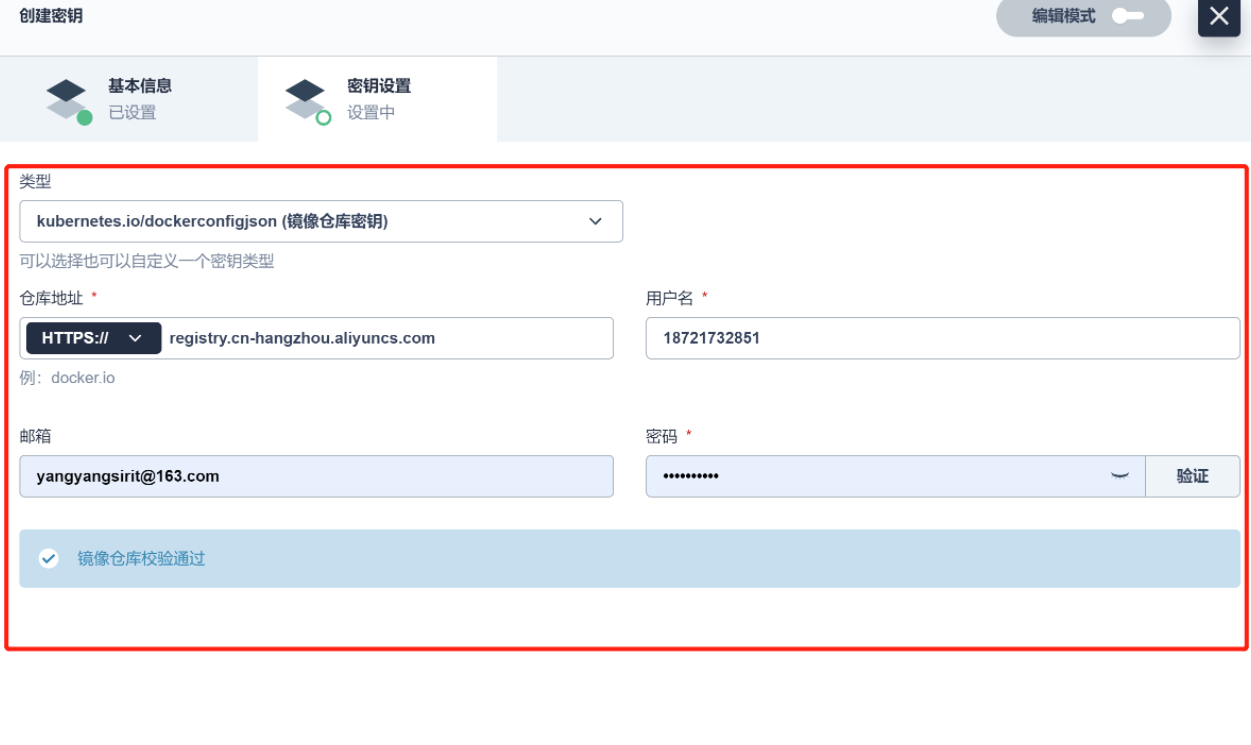 创建密钥
编辑模式
基本信息
已设置
密钥设置
设置中
类型
kubernetes.io/dockerconfigjson (镜像仓库密钥)
可以选择也可以自定义一个密钥类型
仓库地址 *
用户名 *
HTTPS:// registry.cn-hangzhou.aliyuncs.com
18721732851
例：docker.io
邮箱
密码 *
yangyangsirit@163.com
••••••••••
验证
镜像仓库校验通过